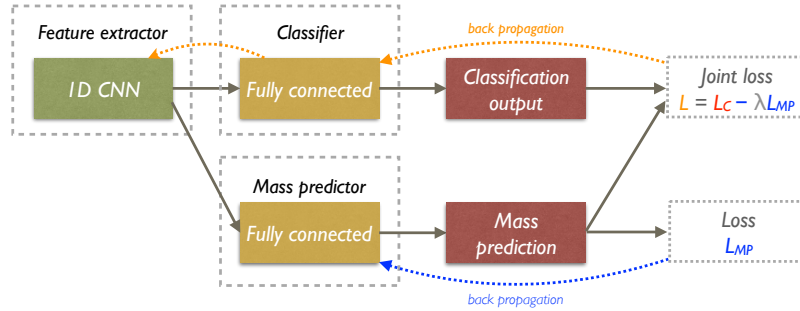 Feature extractor
Classifier
back propagation
1D CNN
Fully connected
Classification
output
Joint loss
L = LC − λLMP
Mass predictor
Fully connected
Mass
prediction
Loss
LMP
back propagation